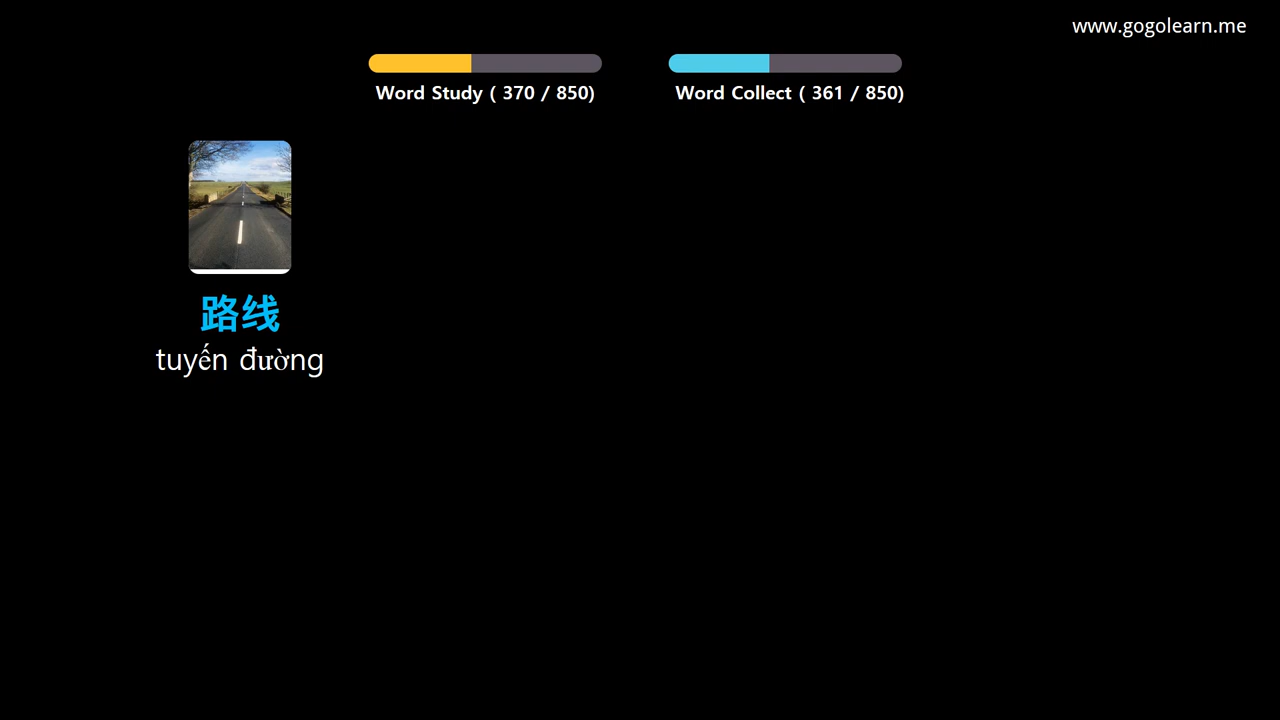 www.gogolearn.me
Word Study ( 370 / 850)
Word Collect ( 361 / 850)
路线
tuyến đường